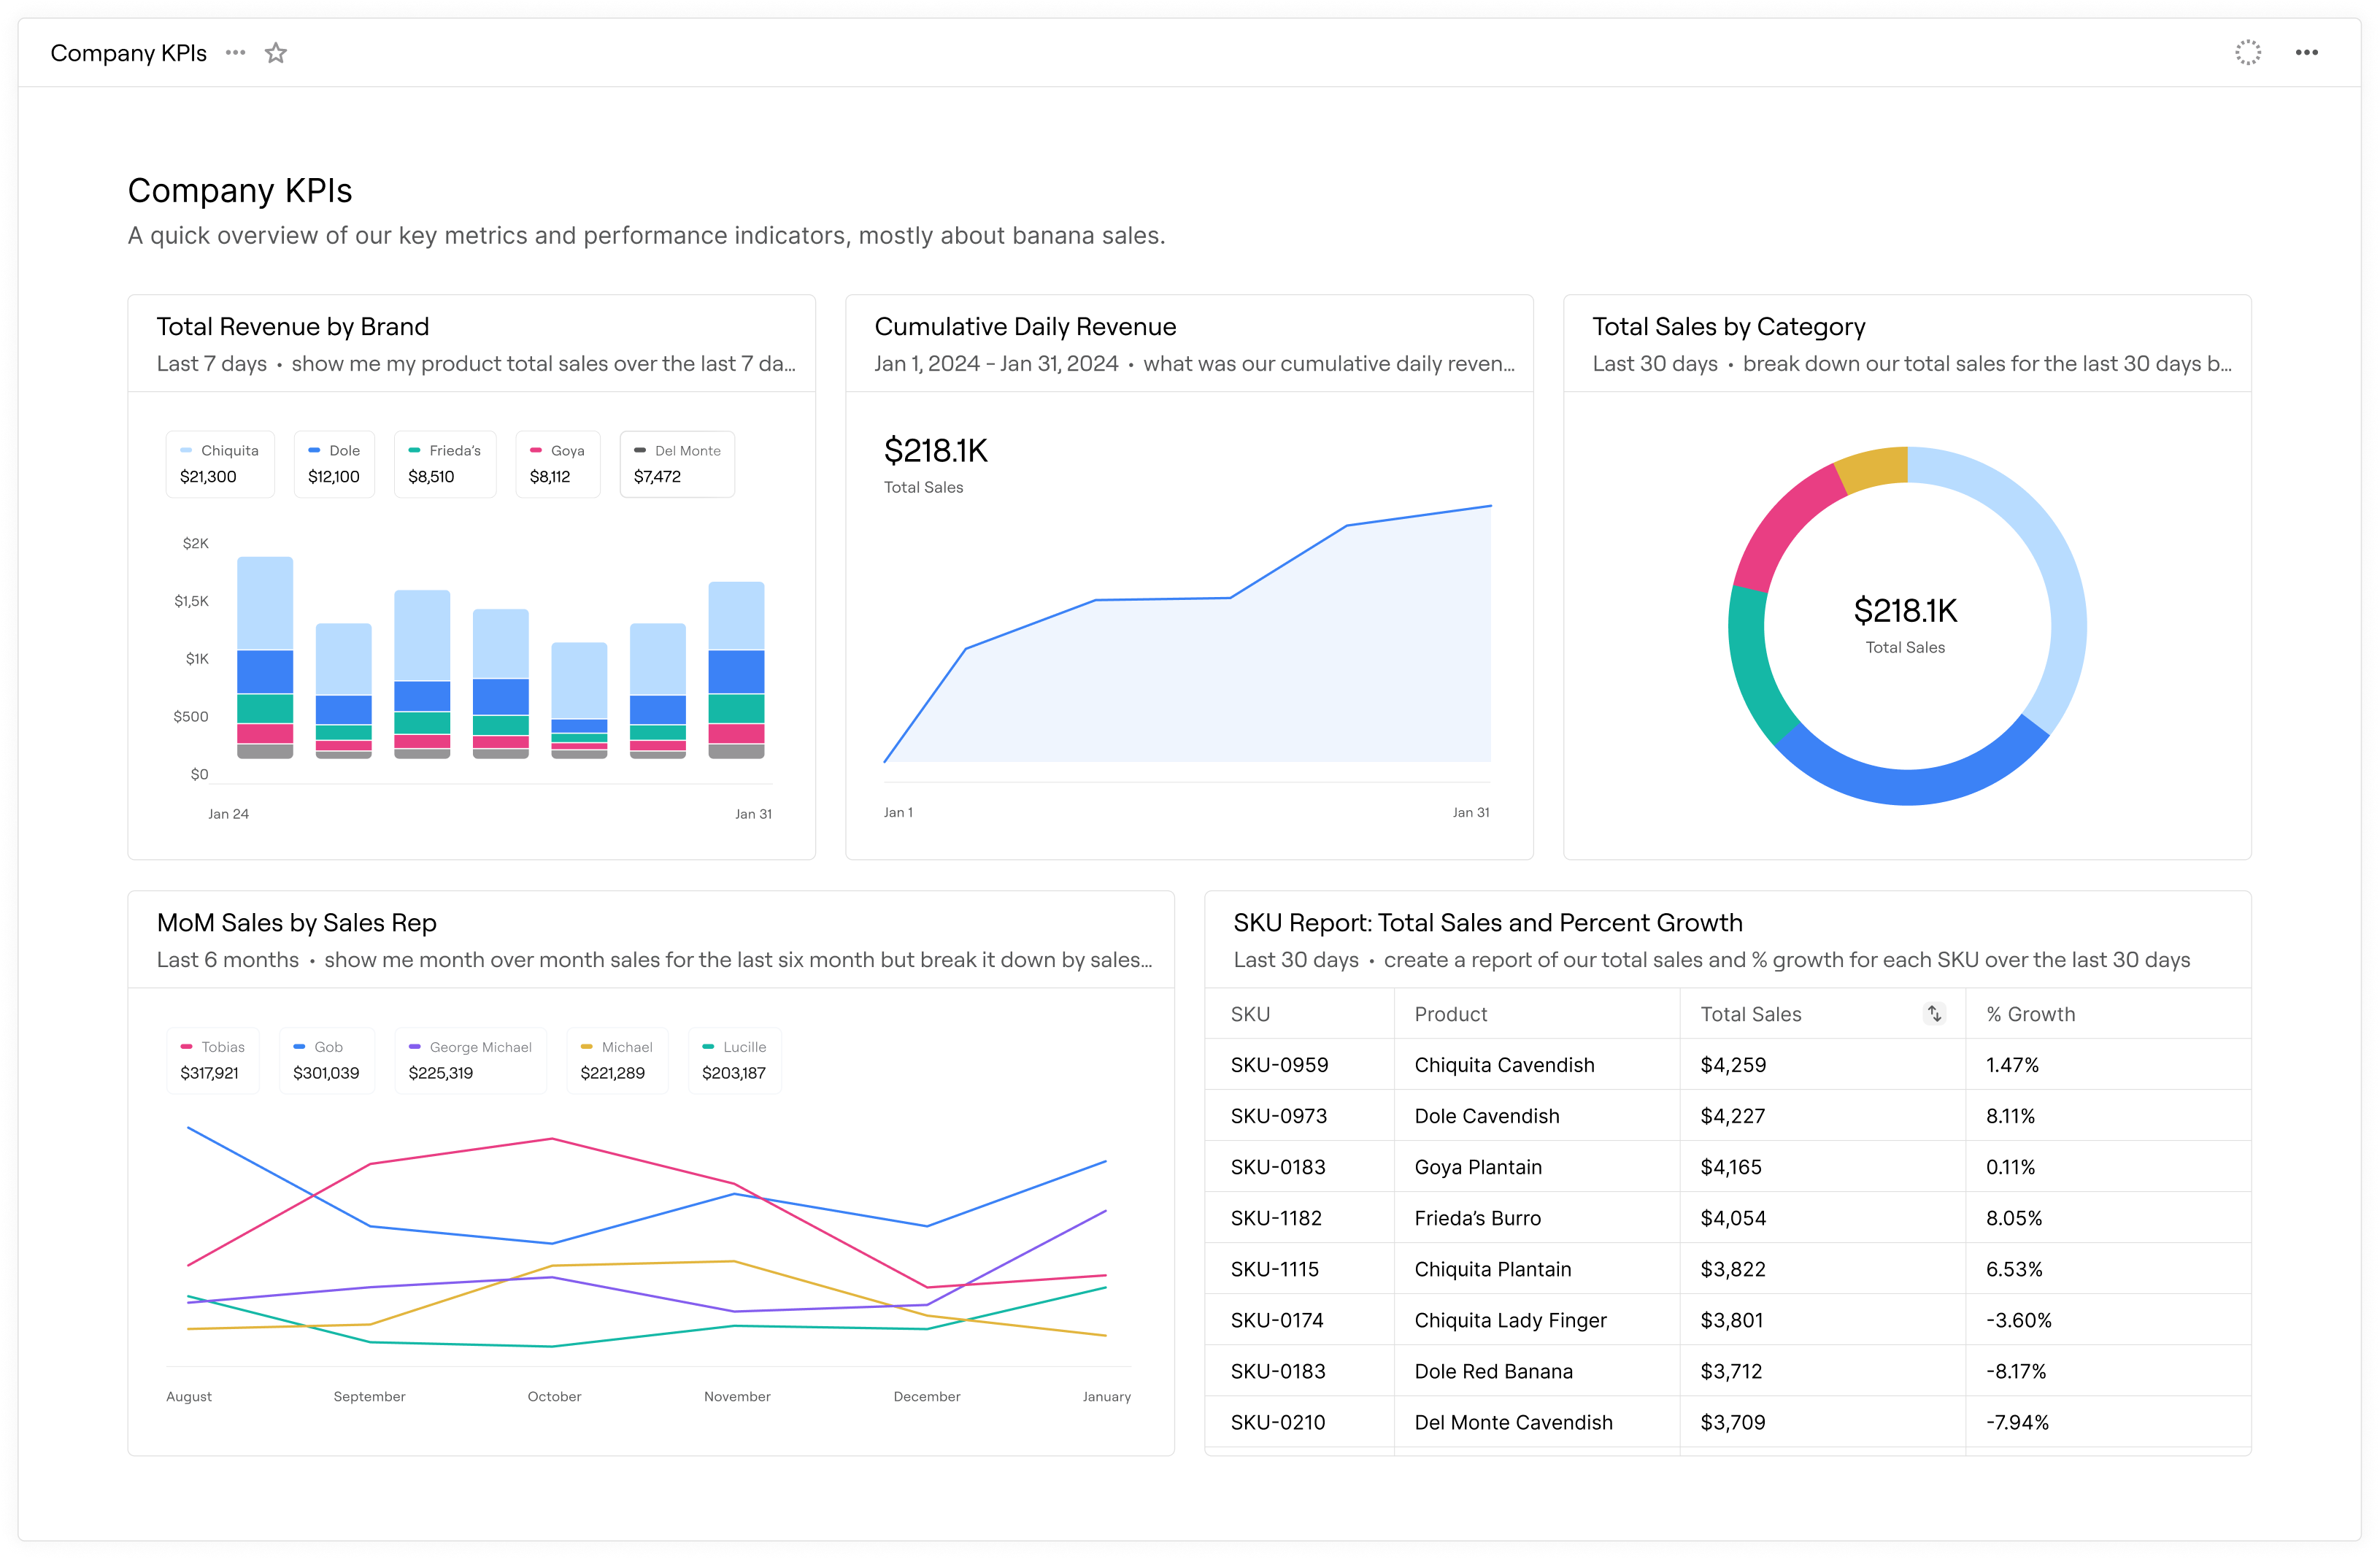 Company KPIs
Company KPIs
A quick overview of our key metrics and performance indicators, mostly about banana sales.
Total Revenue by Brand
Last 7 days • show me my product total sales over the last 7 da...
Chiquita Dole Frieda’s Goya Del Monte
$21,300 $12,100 $8,510 $8,112 $7,472
$2K
$1,5K
$1K
$500
$0
Jan 24 Jan 31
Cumulative Daily Revenue
Jan 1, 2024 - Jan 31, 2024 • what was our cumulative daily reven...
$218.1K
Total Sales
Jan 1 Jan 31
Total Sales by Category
Last 30 days • break down our total sales for the last 30 days b...
$218.1K
Total Sales
MoM Sales by Sales Rep
Last 6 months • show me month over month sales for the last six month but break it down by sales...
Tobias Gob George Michael Michael Lucille
$317,921 $301,039 $225,319 $221,289 $203,187
August September October November December January
SKU Report: Total Sales and Percent Growth
Last 30 days • create a report of our total sales and % growth for each SKU over the last 30 days
SKU Product Total Sales % Growth
SKU-0959 Chiquita Cavendish $4,259 1.47%
SKU-0973 Dole Cavendish $4,227 8.11%
SKU-0183 Goya Plantain $4,165 0.11%
SKU-1182 Frieda’s Burro $4,054 8.05%
SKU-1115 Chiquita Plantain $3,822 6.53%
SKU-0174 Chiquita Lady Finger $3,801 -3.60%
SKU-0183 Dole Red Banana $3,712 -8.17%
SKU-0210 Del Monte Cavendish $3,709 -7.94%